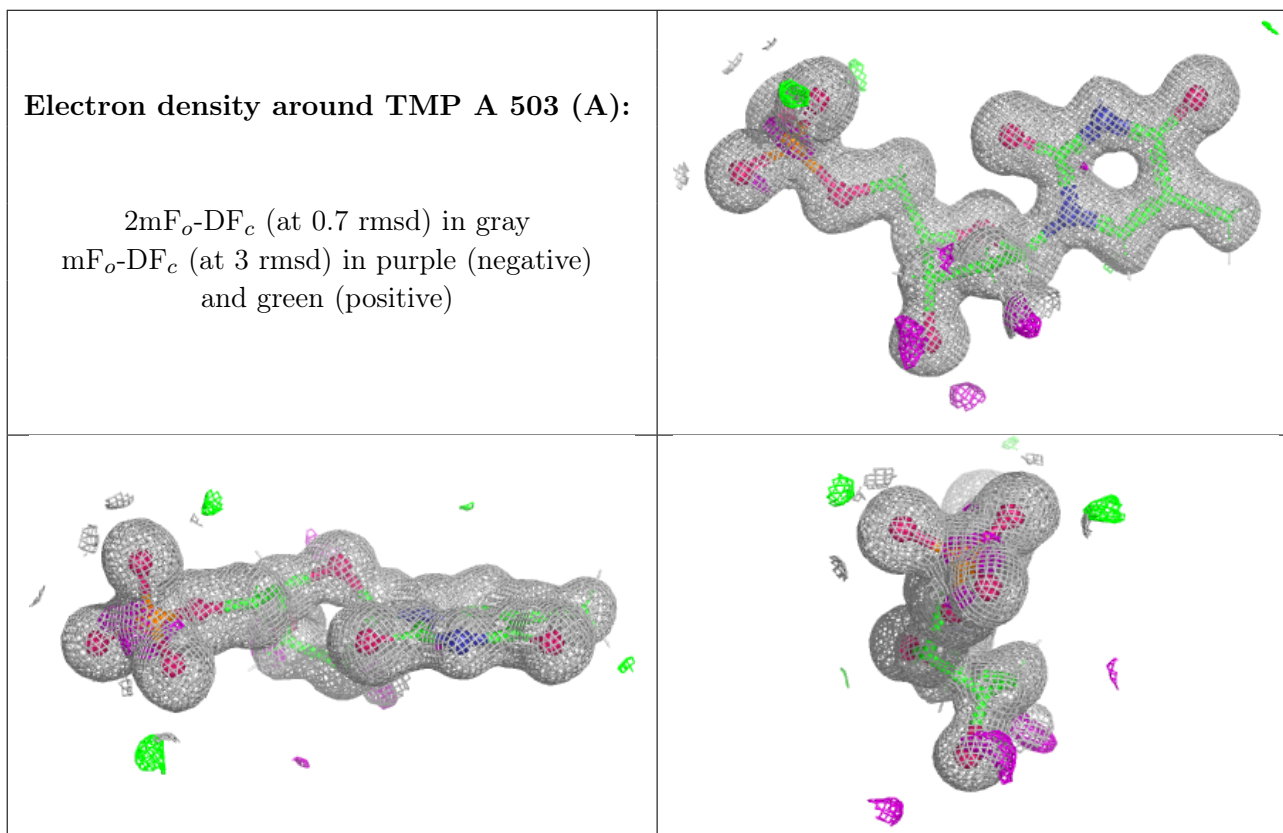 Electron density around TMP A 503 (A):
2mFo-DFc (at 0.7 rmsd) in gray
mFo-DFc (at 3 rmsd) in purple (negative)
and green (positive)